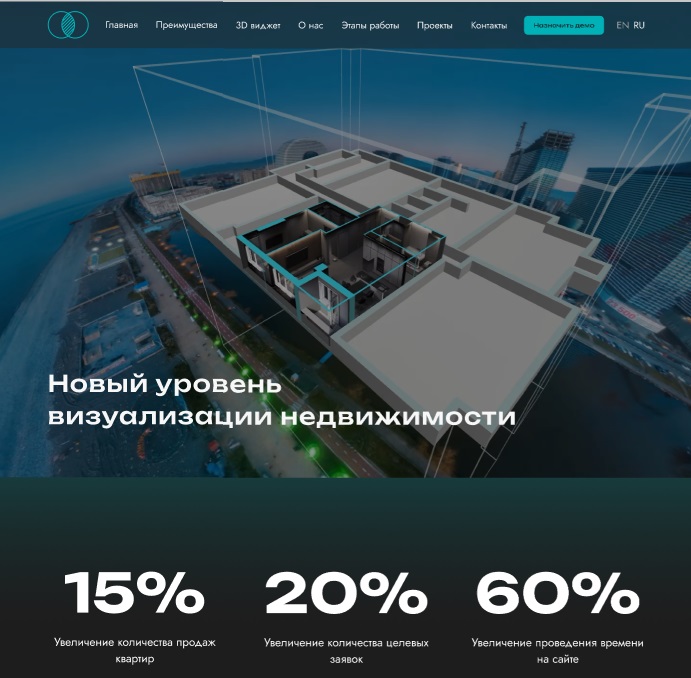 Главная Преимущества 3D виджет О нас Этапы работы Проекты Контакты Назначить демо EN RU
Новый уровень
визуализации недвижимости
15% 20% 60%
Увеличение количества продаж
квартир
Увеличение количества целевых
заявок
Увеличение проведения времени
на сайте